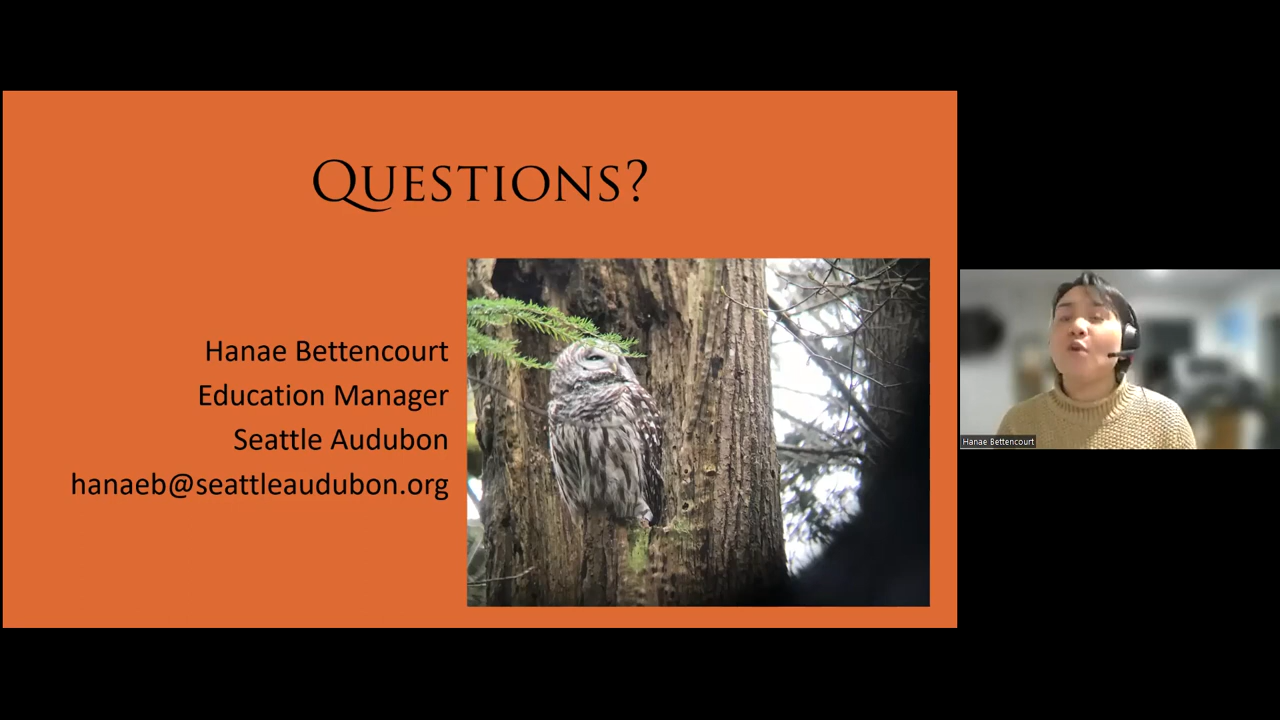 QUESTIONS?
Hanae Bettencourt
Education Manager
Seattle Audubon
hanaeb@seattleaudubon.org
Hanae Bettencourt